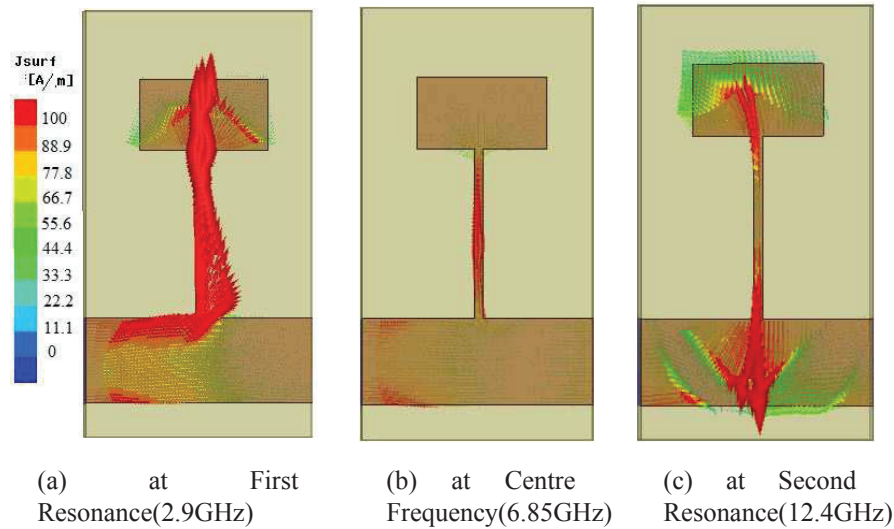 Jsurf
[A/m]
100
88.9
77.8
66.7
55.6
44.4
33.3
22.2
11.1
0
(a) at First
Resonance(2.9GHz)
(b) at Centre
Frequency(6.85GHz)
(c) at Second
Resonance(12.4GHz)